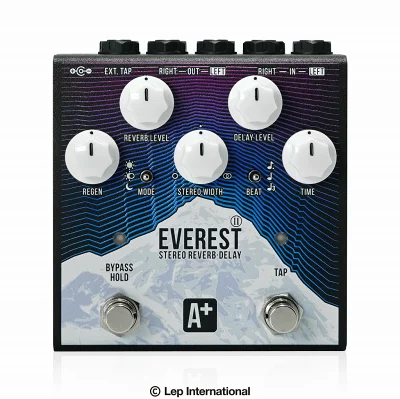 EXT. TAP RIGHT — OUT — LEFT RIGHT — IN — LEFT
REVERB LEVEL DELAY LEVEL
REGEN MODE STEREO WIDTH BEAT TIME
EVEREST II
STEREO REVERB·DELAY
BYPASS
HOLD
TAP
A+
© Lep International